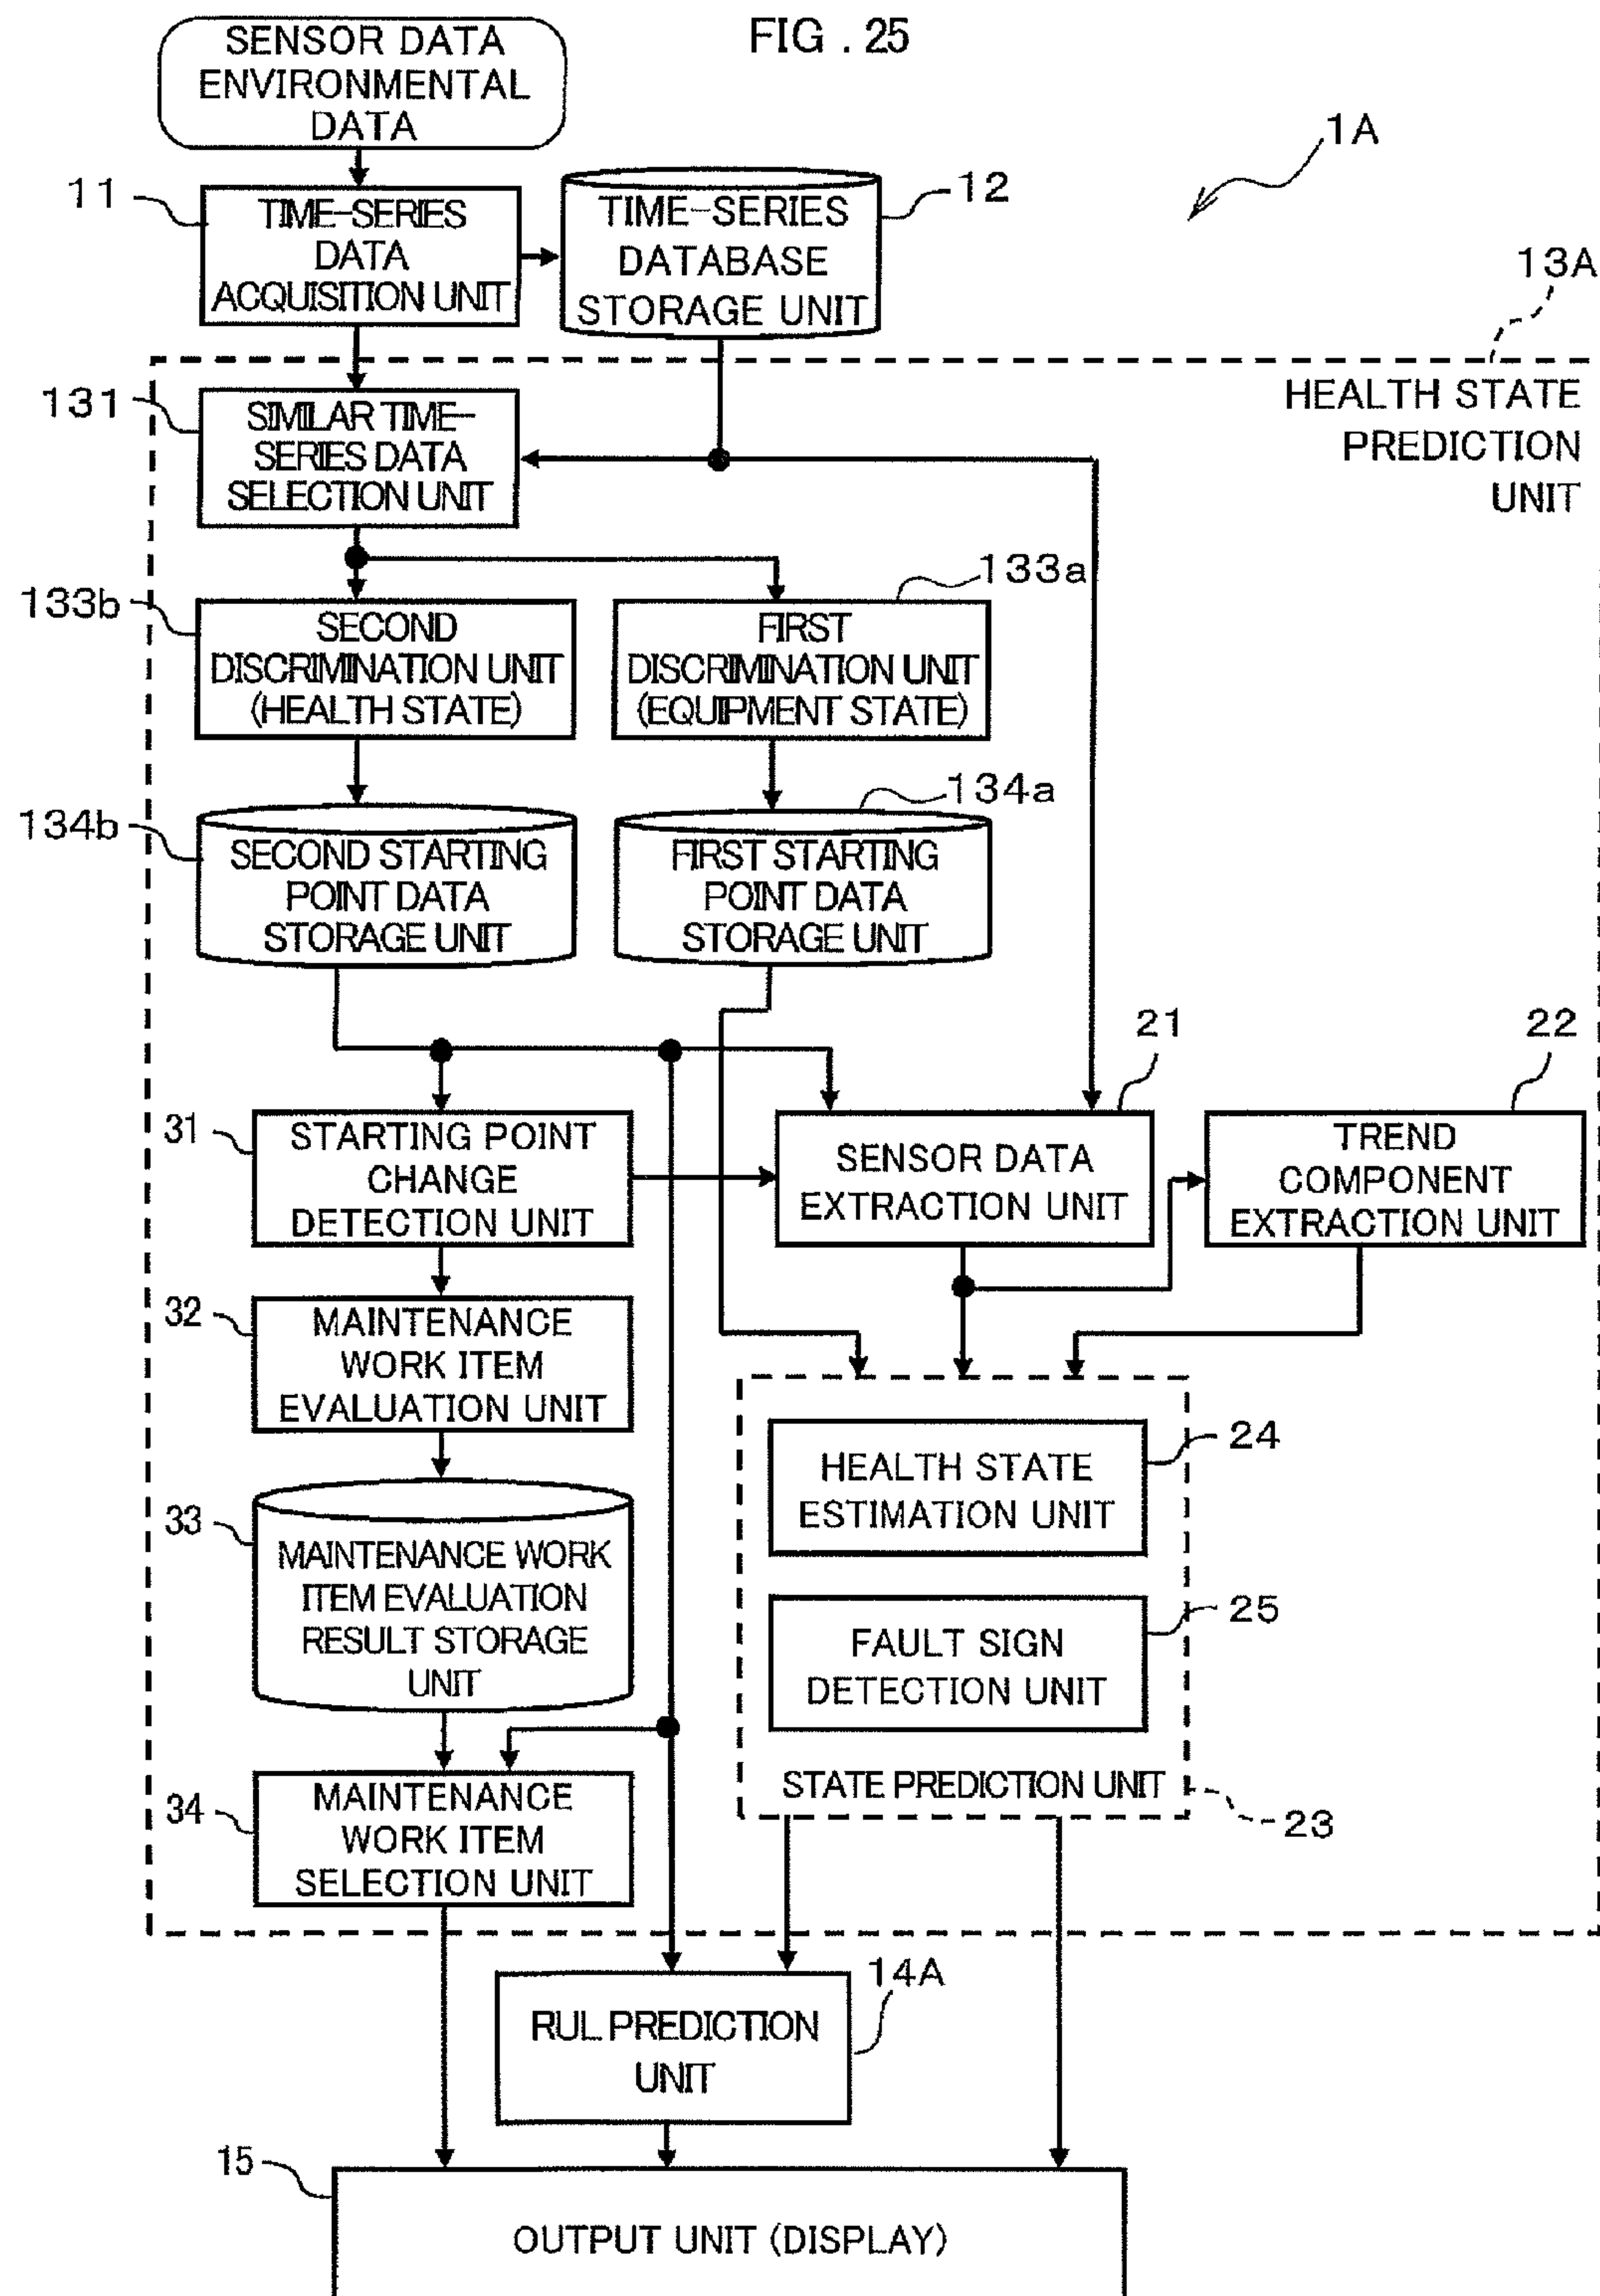 FIG . 25
SENSOR DATA
ENVIRONMENTAL
DATA
1A
11
TIME-SERIES
DATA
ACQUISITION UNIT
12
TIME-SERIES
DATABASE
STORAGE UNIT
13A
HEALTH STATE
PREDICTION
UNIT
131
SIMILAR TIME-
SERIES DATA
SELECTION UNIT
133b
SECOND
DISCRIMINATION UNIT
(HEALTH STATE)
133a
FIRST
DISCRIMINATION UNIT
(EQUIPMENT STATE)
134b
SECOND STARTING
POINT DATA
STORAGE UNIT
134a
FIRST STARTING
POINT DATA
STORAGE UNIT
31
STARTING POINT
CHANGE
DETECTION UNIT
21
SENSOR DATA
EXTRACTION UNIT
22
TREND
COMPONENT
EXTRACTION UNIT
32
MAINTENANCE
WORK ITEM
EVALUATION UNIT
24
HEALTH STATE
ESTIMATION UNIT
33
MAINTENANCE WORK
ITEM EVALUATION
RESULT STORAGE
UNIT
25
FAULT SIGN
DETECTION UNIT
STATE PREDICTION UNIT
23
34
MAINTENANCE
WORK ITEM
SELECTION UNIT
14A
RUL PREDICTION
UNIT
15
OUTPUT UNIT (DISPLAY)